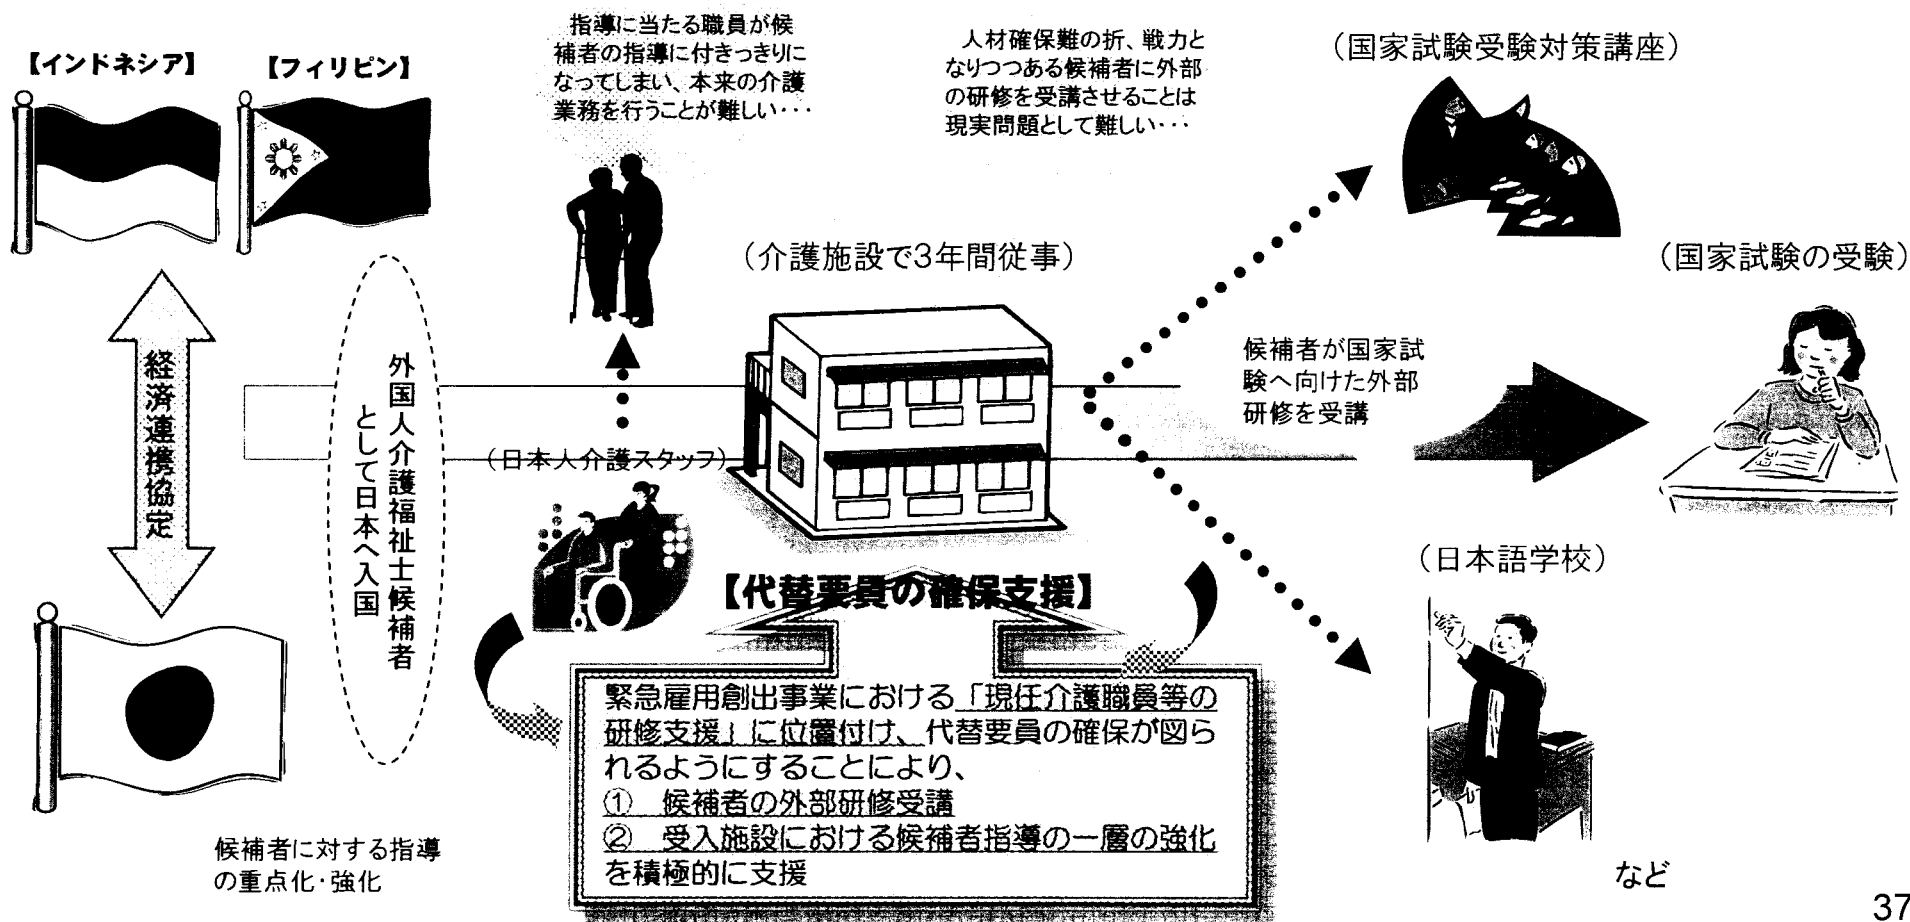 【インドネシア】
【フィリピン】
指導に当たる職員が候
補者の指導に付きっきりに
なってしまい、本来の介護
業務を行うことが難しい･･･
人材確保難の折、戦力と
なりつつある候補者に外部
の研修を受講させることは
現実問題として難しい･･･
（国家試験受験対策講座）
（介護施設で3年間従事）
（国家試験の受験）
経済連携協定
外国人介護福祉士候補者
として日本へ入国
候補者が国家試
験へ向けた外部
研修を受講
（日本人介護スタッフ）
（日本語学校）
【代替要員の確保支援】
緊急雇用創出事業における「現任介護職員等の
研修支援」に位置付け、代替要員の確保が図ら
れるようにすることにより、
①　候補者の外部研修受講
②　受入施設における候補者指導の一層の強化
を積極的に支援
候補者に対する指導
の重点化･強化
など
37